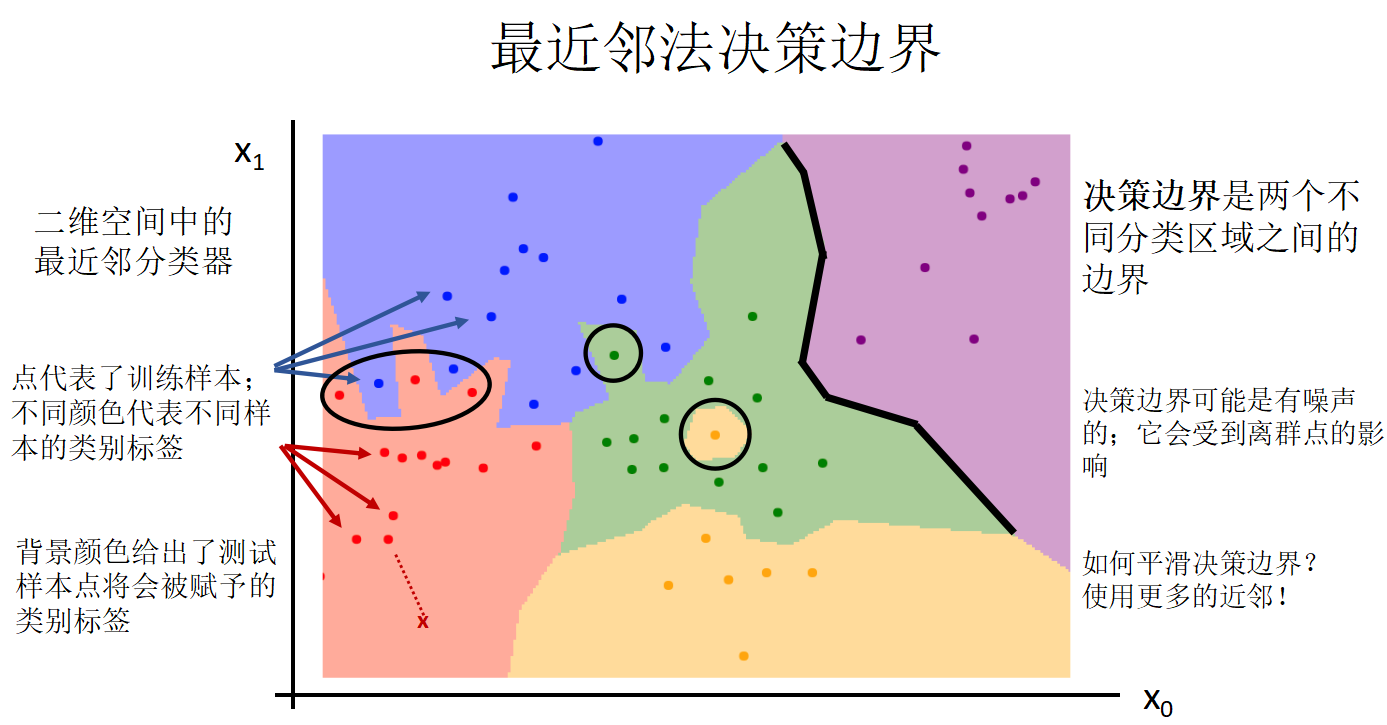 最近邻法决策边界
x₁
二维空间中的
最近邻分类器
点代表了训练样本；
不同颜色代表不同样
本的类别标签
背景颜色给出了测试
样本点将会被赋予的
类别标签
x
决策边界是两个不
同分类区域之间的
边界
决策边界可能是有噪声
的；它会受到离群点的影
响
如何平滑决策边界？
使用更多的近邻！
x₀